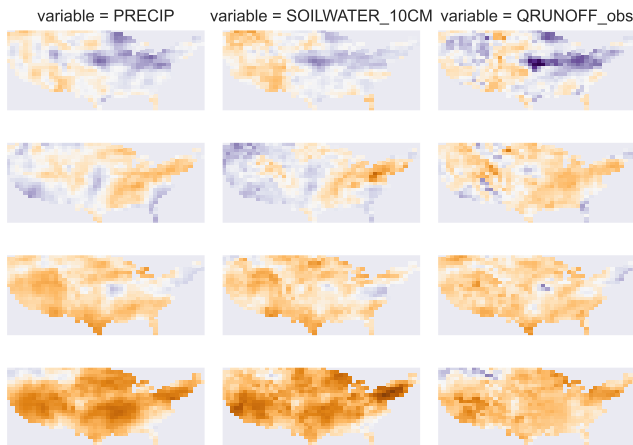 variable = PRECIP variable = SOILWATER_10CM variable = QRUNOFF_obs